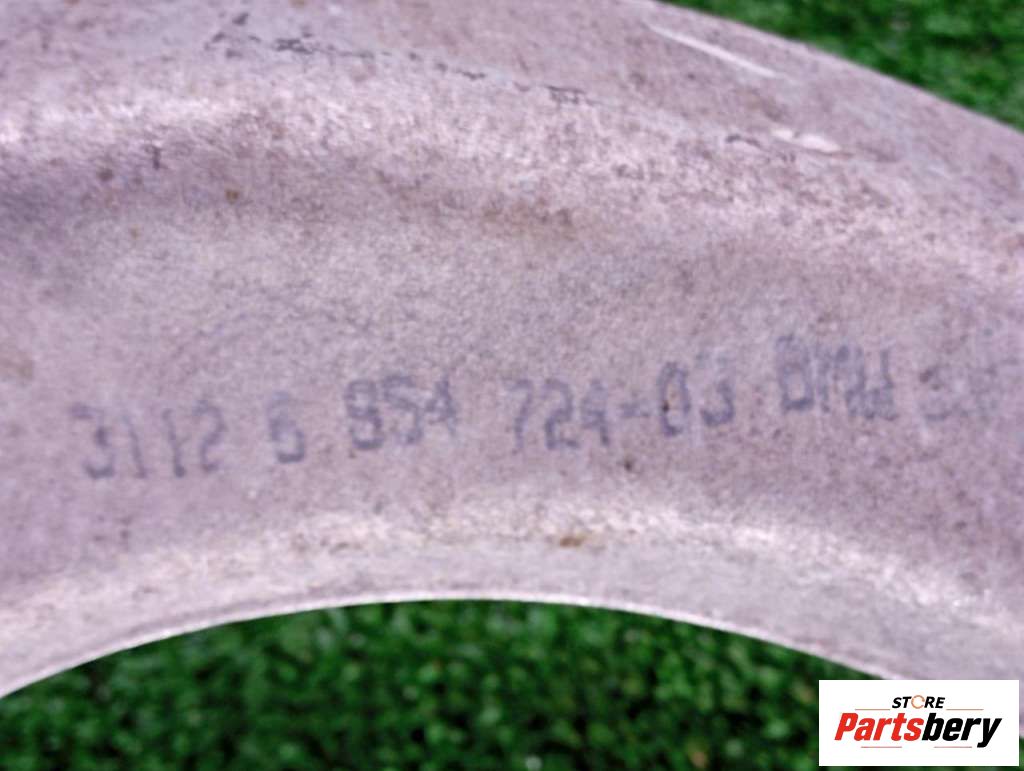 3112 6 854 724-03 BMW
STORE
Partsbery